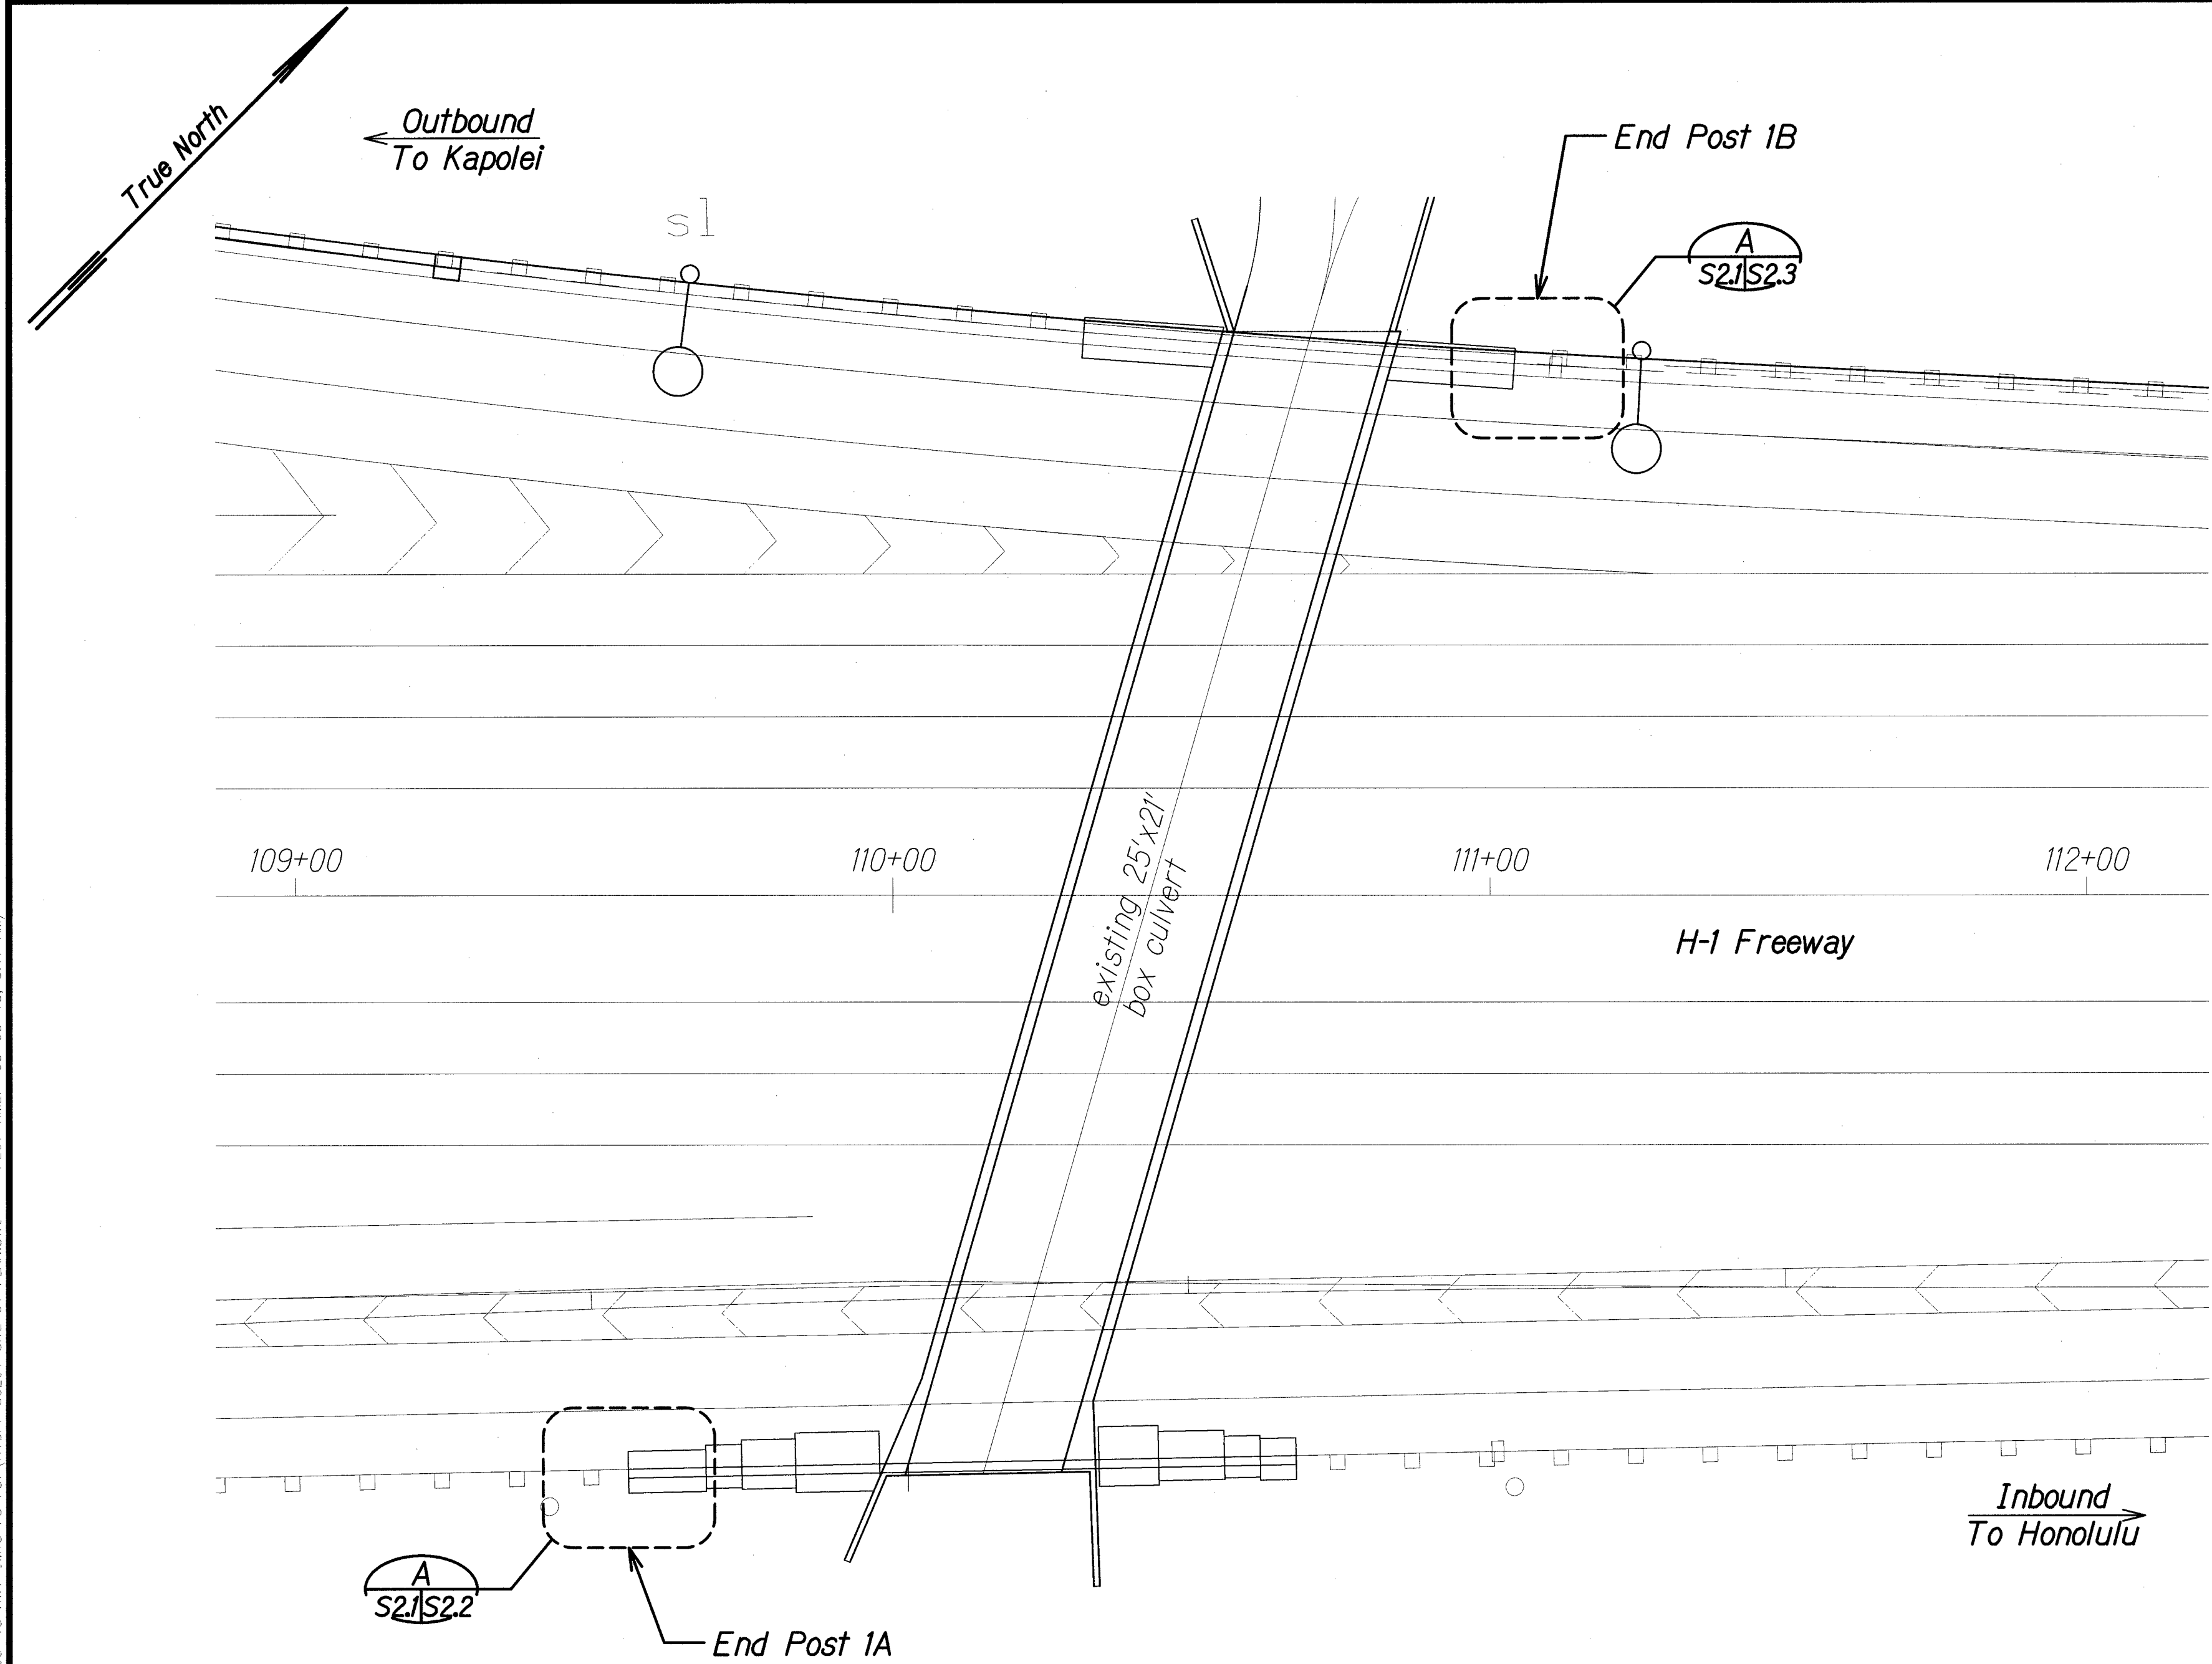 True North
Outbound
To Kapolei
sl
End Post 1B
A
S2.1 S2.3
109+00
110+00
111+00
112+00
existing 25'x21'
box culvert
H-1 Freeway
Inbound
To Honolulu
A
S2.1 S2.2
End Post 1A